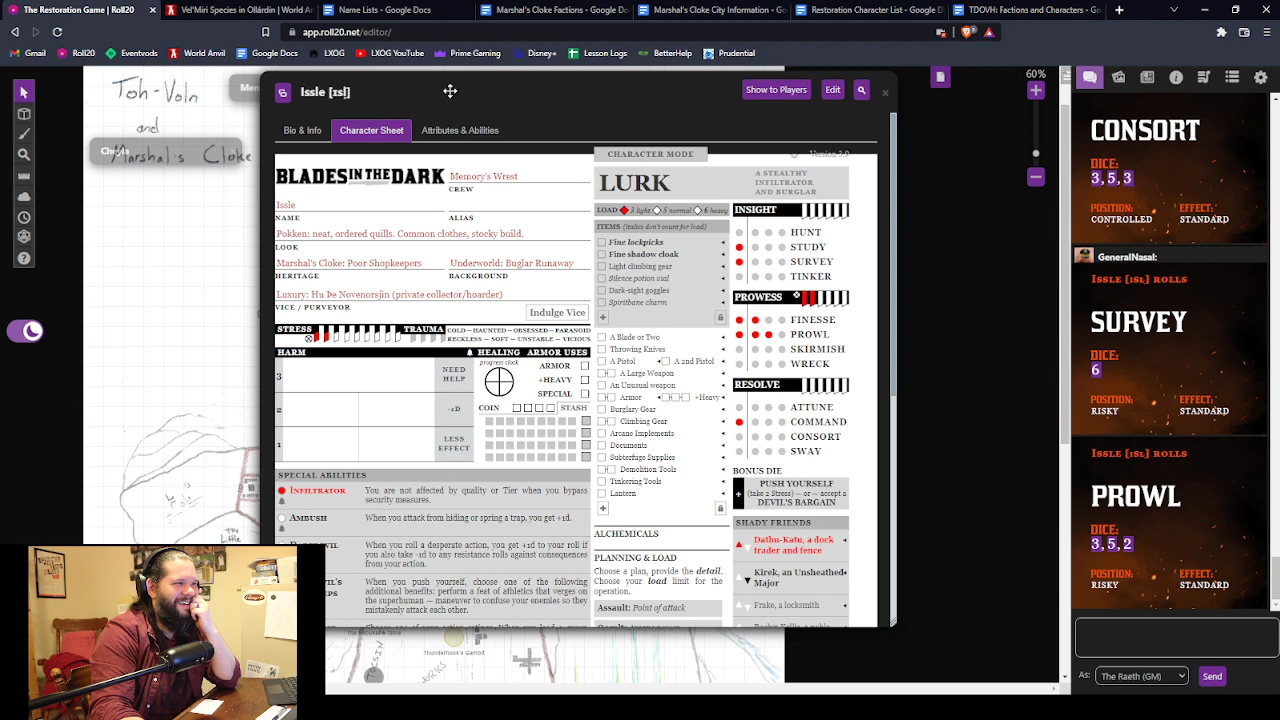 The Restoration Game | Roll20
Vel'Miri Species in Ollárdin | Wo
Name Lists - Google Docs
Marshal's Cloke Factions - Google Do
Marshal's Cloke City Information - Go
Restoration Character List - Google D
TDOVH: Factions and Characters - Go
app.roll20.net/editor/
Gmail
Roll20
Eventovds
World Anvil
Google Docs
LXOG
LXOG YouTube
Prime Gaming
Disney+
Lesson Logs
BetterHelp
Printable
Toh-Voln
and
Marshal's Cloke
Issle [ɪsl]
Show to Players
Edit
Bio & Info
Character Sheet
Attributes & Abilities
60%
CHARACTER MODE
BLADES IN THE DARK
Memory's Wrest
CREW
Issle
NAME
ALIAS
Pokken: neat, ordered quills. Common clothes, stocky build.
LOOK
Marshal's Cloke: Poor Shopkeepers
Underworld: Buglar Runaway
HERITAGE
BACKGROUND
Luxury: Hu Þe Novenorsjin (private collector/hoarder)
VICE / PURVEYOR
Indulge Vice
STRESS
TRAUMA
COLD — HAUNTED — OBSESSED — PARANOID
RECKLESS — SOFT — UNSTABLE — VICIOUS
HARM
HEALING
ARMOR USES
progress clock
3
NEED HELP
2
-1D
1
LESS EFFECT
ARMOR
+HEAVY
SPECIAL
COIN
STASH
SPECIAL ABILITIES
INFILTRATOR
You are not affected by quality or Tier when you bypass security measures.
AMBUSH
When you attack from hiding or spring a trap, you get +1d.
When you roll a desperate action, you get +1d to your roll if
you also take -1d to any resistance rolls against consequences
from your action.
When you push yourself, choose one of the following
additional benefits: perform a feat of athletics that verges on
the superhuman — maneuver to confuse your enemies so they
mistakenly attack each other.
LURK
A STEALTHY
INFILTRATOR
AND BURGLAR
LOAD 3 light 5 normal 6 heavy
ITEMS (italics don't count for load)
Fine lockpicks
Fine shadow cloak
Light climbing gear
Silence potion vial
Dark-sight goggles
Spiritbane charm
A Blade or Two
Throwing Knives
A Pistol
A 2nd Pistol
A Large Weapon
An Unusual weapon
Armor
+Heavy
Burglary Gear
Climbing Gear
Arcane Implements
Documents
Subterfuge Supplies
Demolition Tools
Tinkering Tools
Lantern
ALCHEMICALS
PLANNING & LOAD
Choose a plan, provide the detail.
Choose your load limit for the
operation.
Assault: Point of attack
INSIGHT
HUNT
STUDY
SURVEY
TINKER
PROWESS
FINESSE
PROWL
SKIRMISH
WRECK
RESOLVE
ATTUNE
COMMAND
CONSORT
SWAY
BONUS DIE
PUSH YOURSELF
(take 2 Stress) — or — accept a
DEVIL'S BARGAIN
SHADY FRIENDS
Dathu-Katu, a dock
trader and fence
Kirek, an Unsheathed
Major
Frake, a locksmith
CONSORT
DICE:
3, 5, 3
POSITION: EFFECT:
CONTROLLED STANDARD
GeneralNasal:
ISSLE [ɪsl] ROLLS
SURVEY
DICE:
6
POSITION: EFFECT:
RISKY STANDARD
ISSLE [ɪsl] ROLLS
PROWL
DICE:
3, 5, 2
POSITION: EFFECT:
RISKY STANDARD
As:
The Raeth (GM)
Send